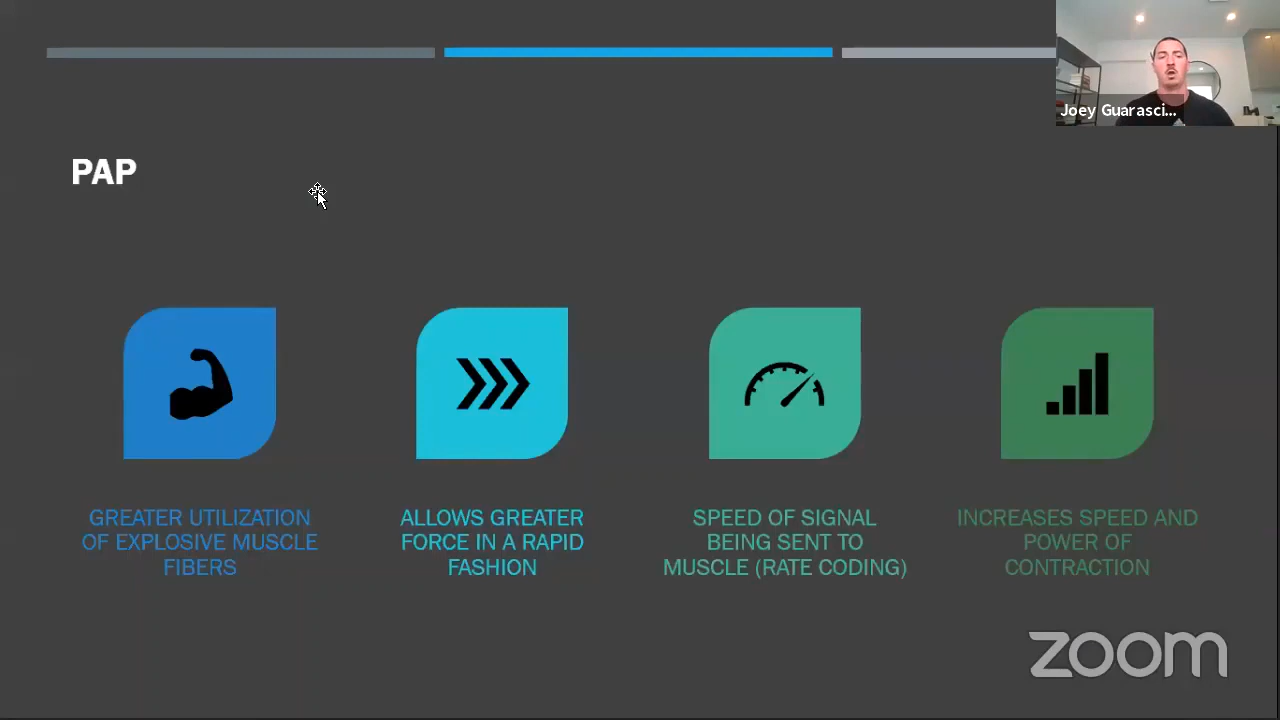 Joey Guarasci...
PAP
GREATER UTILIZATION
OF EXPLOSIVE MUSCLE
FIBERS
ALLOWS GREATER
FORCE IN A RAPID
FASHION
SPEED OF SIGNAL
BEING SENT TO
MUSCLE (RATE CODING)
INCREASES SPEED AND
POWER OF
CONTRACTION
zoom